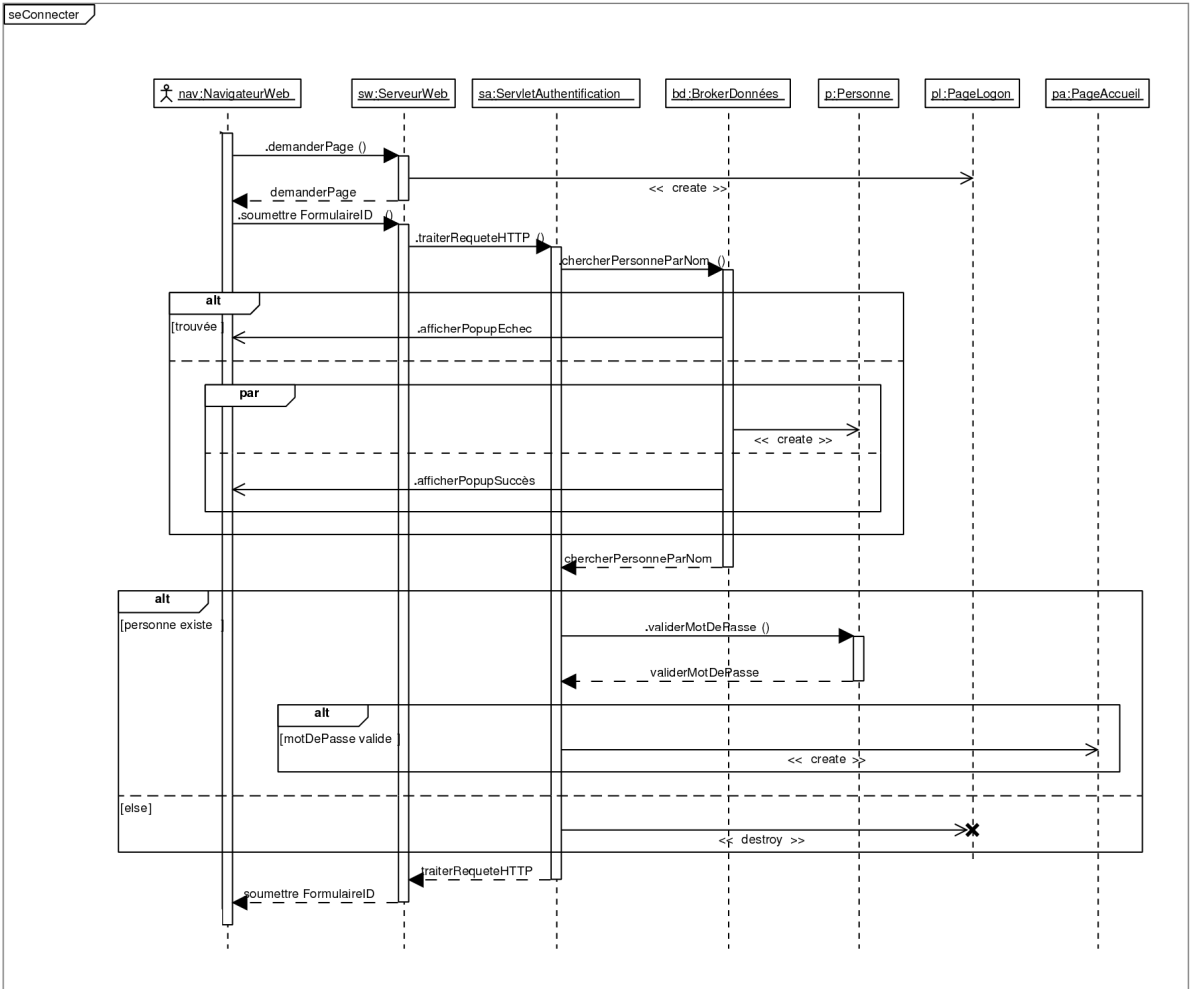 seConnecter
nav:NavigateurWeb sw:ServeurWeb sa:ServletAuthentification bd:BrokerDonnées p:Personne pl:PageLogon pa:PageAccueil
.demanderPage ()
<< create >>
demanderPage
.soumettre FormulaireID ()
.traiterRequeteHTTP ()
.chercherPersonneParNom ()
alt
[trouvée ]
.afficherPopupEchec
par
<< create >>
.afficherPopupSuccès
chercherPersonneParNom
alt
[personne existe ]
.validerMotDePasse ()
validerMotDePasse
alt
[motDePasse valide ]
<< create >>
[else]
<< destroy >>
traiterRequeteHTTP
soumettre FormulaireID